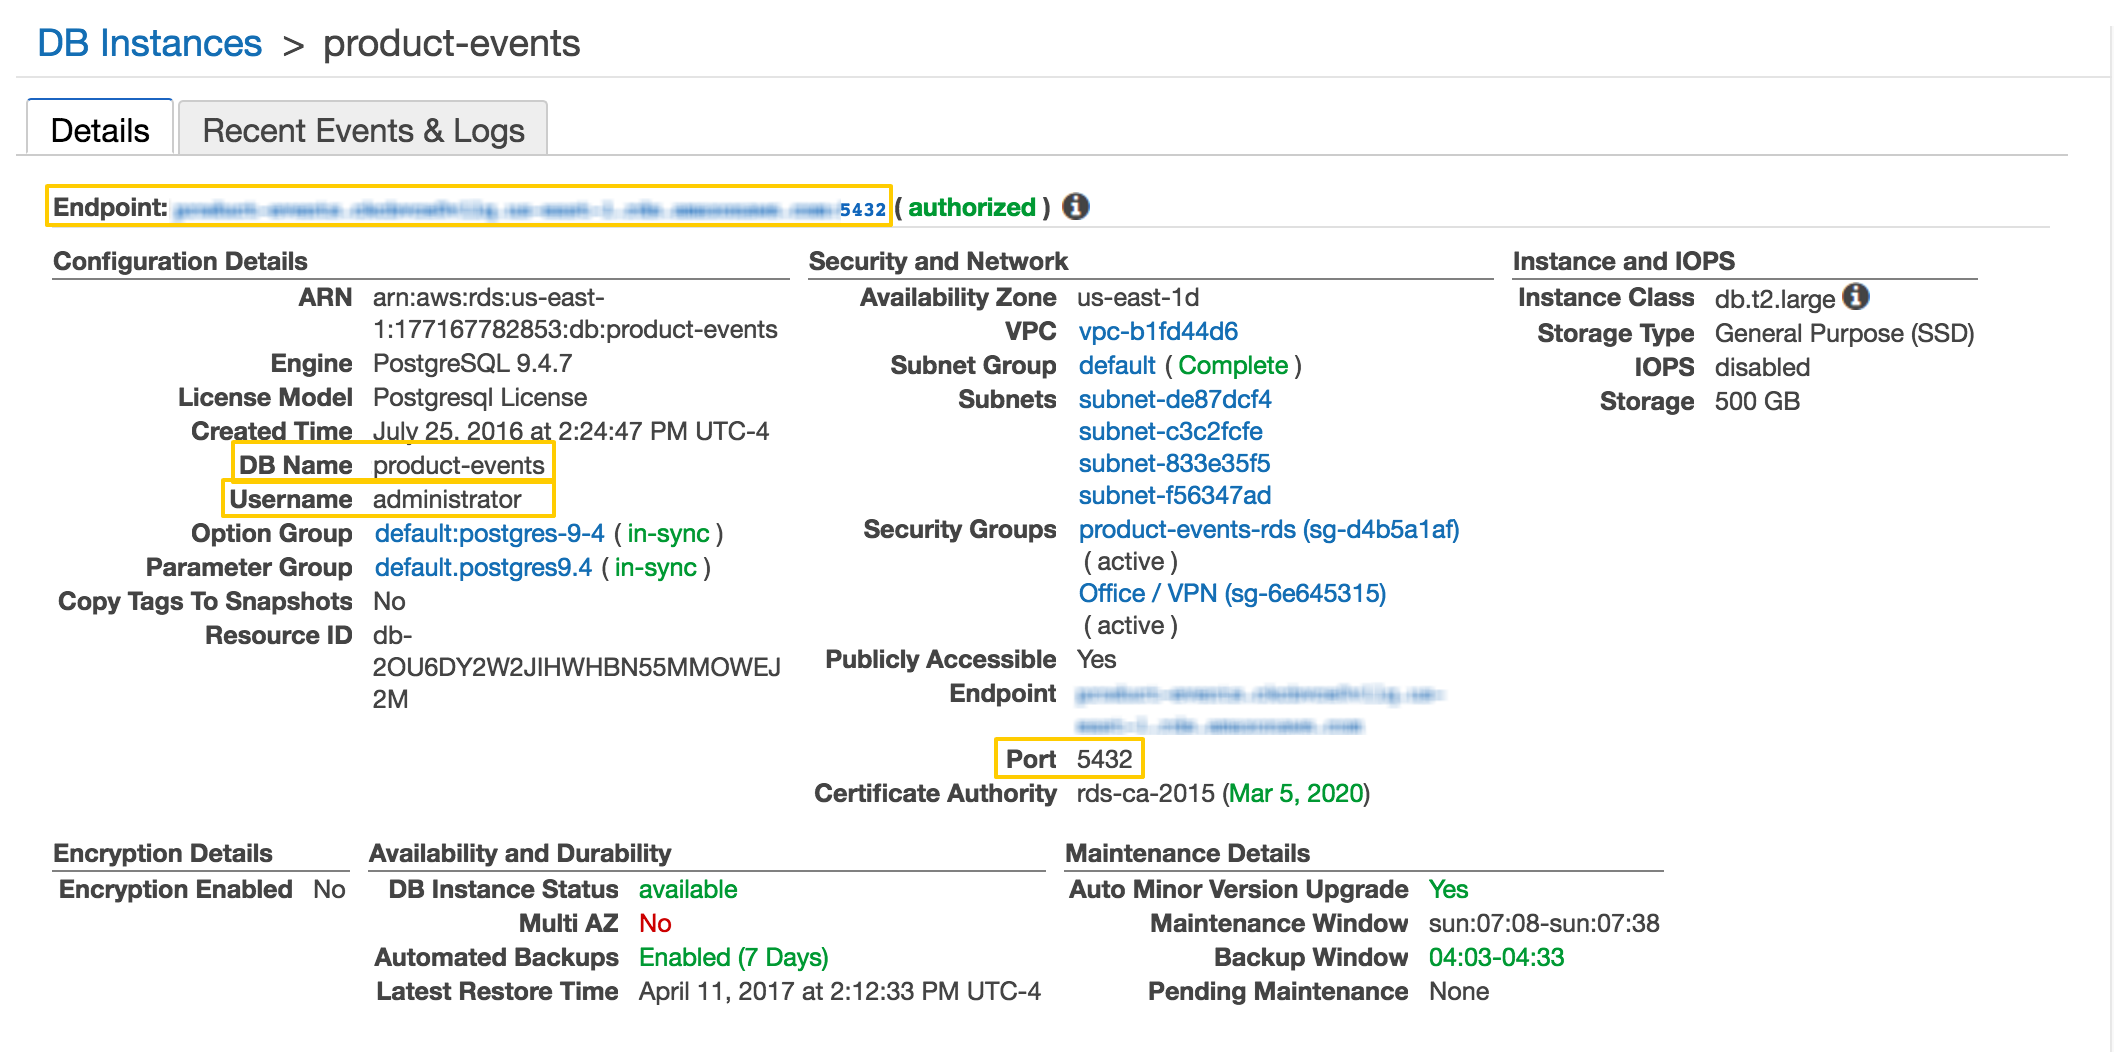 DB Instances > product-events
Details
Recent Events & Logs
Endpoint: 5432 ( authorized )
Configuration Details
ARN arn:aws:rds:us-east-
1:177167782853:db:product-events
Engine PostgreSQL 9.4.7
License Model Postgresql License
Created Time July 25, 2016 at 2:24:47 PM UTC-4
DB Name product-events
Username administrator
Option Group default:postgres-9-4 ( in-sync )
Parameter Group default.postgres9.4 ( in-sync )
Copy Tags To Snapshots No
Resource ID db-
2OU6DY2W2JIHWHBN55MMOWEJ
2M
Security and Network
Availability Zone us-east-1d
VPC vpc-b1fd44d6
Subnet Group default ( Complete )
Subnets subnet-de87dcf4
subnet-c3c2fcfe
subnet-833e35f5
subnet-f56347ad
Security Groups product-events-rds (sg-d4b5a1af)
( active )
Office / VPN (sg-6e645315)
( active )
Publicly Accessible Yes
Endpoint
Port 5432
Certificate Authority rds-ca-2015 (Mar 5, 2020)
Instance and IOPS
Instance Class db.t2.large
Storage Type General Purpose (SSD)
IOPS disabled
Storage 500 GB
Encryption Details
Encryption Enabled No
Availability and Durability
DB Instance Status available
Multi AZ No
Automated Backups Enabled (7 Days)
Latest Restore Time April 11, 2017 at 2:12:33 PM UTC-4
Maintenance Details
Auto Minor Version Upgrade Yes
Maintenance Window sun:07:08-sun:07:38
Backup Window 04:03-04:33
Pending Maintenance None